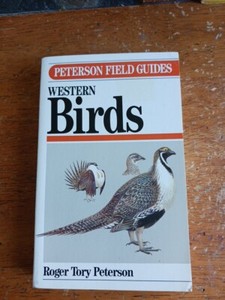 PETERSON FIELD GUIDES
WESTERN
Birds
Roger Tory Peterson